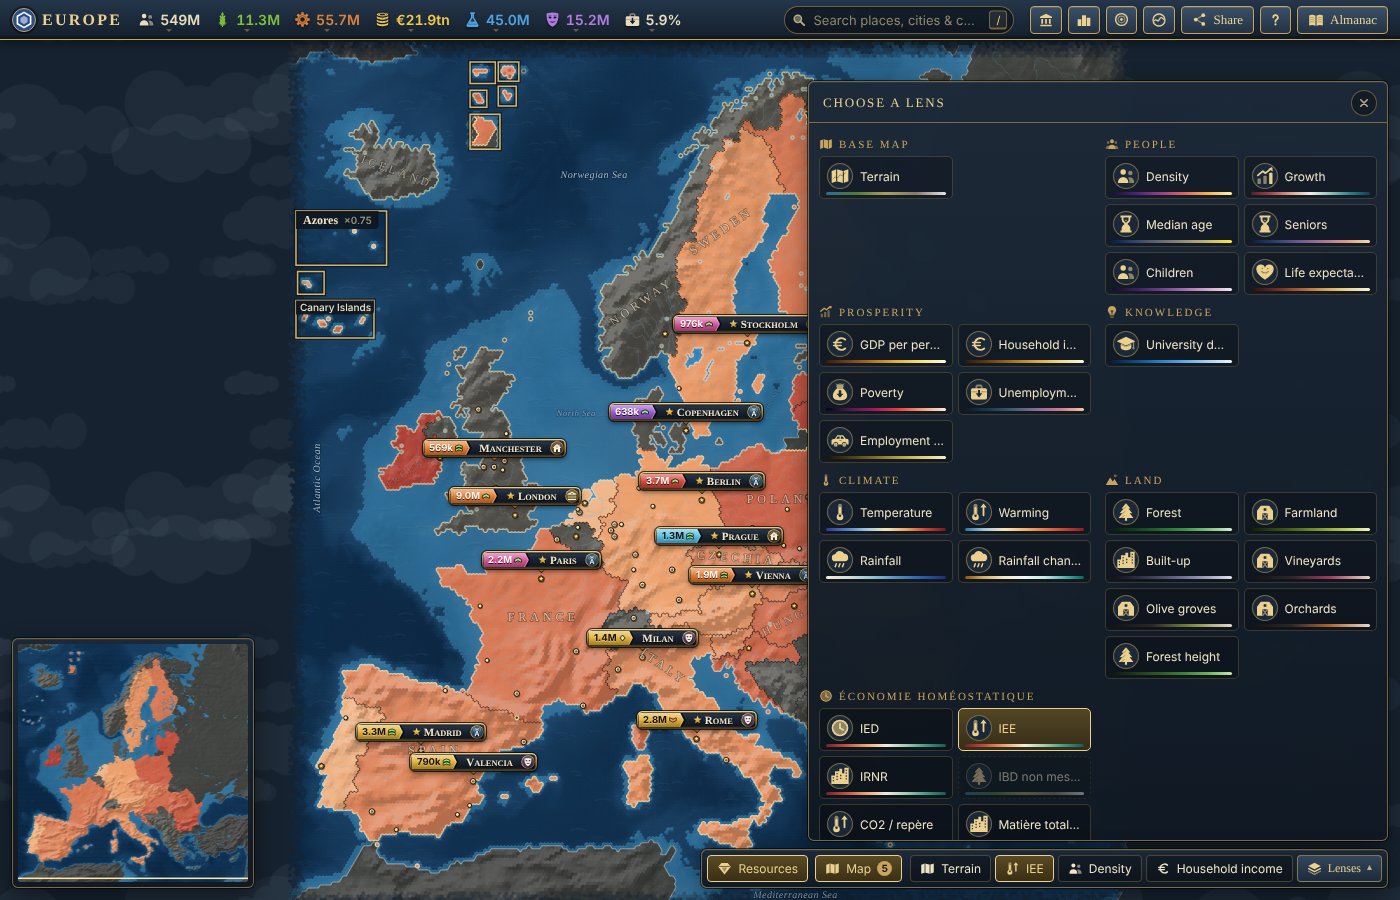 EUROPE 549M 11.3M 55.7M €21.9tn 45.0M 15.2M 5.9% Search places, cities & c... / Share ? Almanac
CHOOSE A LENS
BASE MAP
Terrain
PEOPLE
Density Growth
Median age Seniors
Children Life expecta...
PROSPERITY
GDP per per... Household i...
Poverty Unemploym...
Employment ...
KNOWLEDGE
University d...
CLIMATE
Temperature Warming
Rainfall Rainfall chan...
LAND
Forest Farmland
Built-up Vineyards
Olive groves Orchards
Forest height
ÉCONOMIE HOMÉOSTATIQUE
IED IEE
IRNR IBD non mes...
CO2 / repère Matière total...
ICELAND
Norwegian Sea
Azores ×0.75
Canary Islands
SWEDEN
NORWAY
976k STOCKHOLM
North Sea
638k COPENHAGEN
569k MANCHESTER
Atlantic Ocean
9.0M LONDON
3.7M BERLIN
POLAN
1.3M PRAGUE
CZECHIA
2.2M PARIS
1.9M VIENNA
FRANCE
HUN
1.4M MILAN
ITALY
2.8M ROME
3.3M MADRID
SPAIN
790k VALENCIA
Mediterranean Sea
Resources Map 5 Terrain IEE Density Household income Lenses